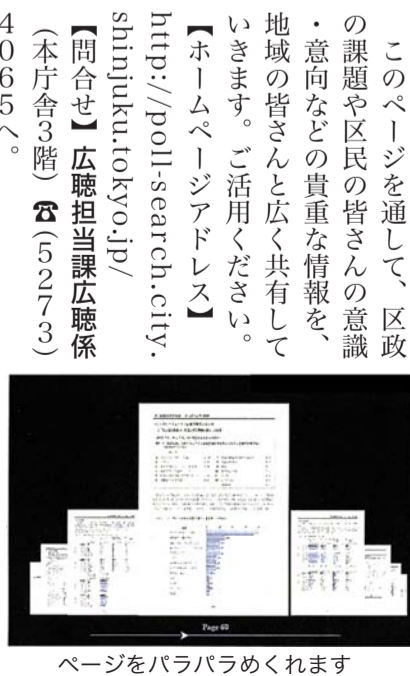 このページを通して、区政
の課題や区民の皆さんの意識
・意向などの貴重な情報を、
地域の皆さんと広く共有して
いきます。ご活用ください。
【ホームページアドレス】
http://poll-search.city.
shinjuku.tokyo.jp/
【問合せ】広聴担当課広聴係
(本庁舎3階)☎(5273)
4065へ。
Page 60
ページをパラパラめくれます